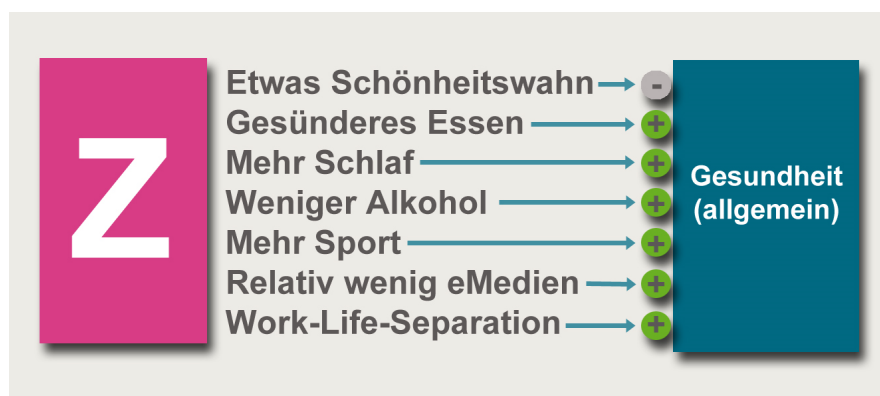 Z
Etwas Schönheitswahn
-
Gesünderes Essen
+
Mehr Schlaf
+
Weniger Alkohol
+
Mehr Sport
+
Relativ wenig eMedien
+
Work-Life-Separation
+
Gesundheit
(allgemein)